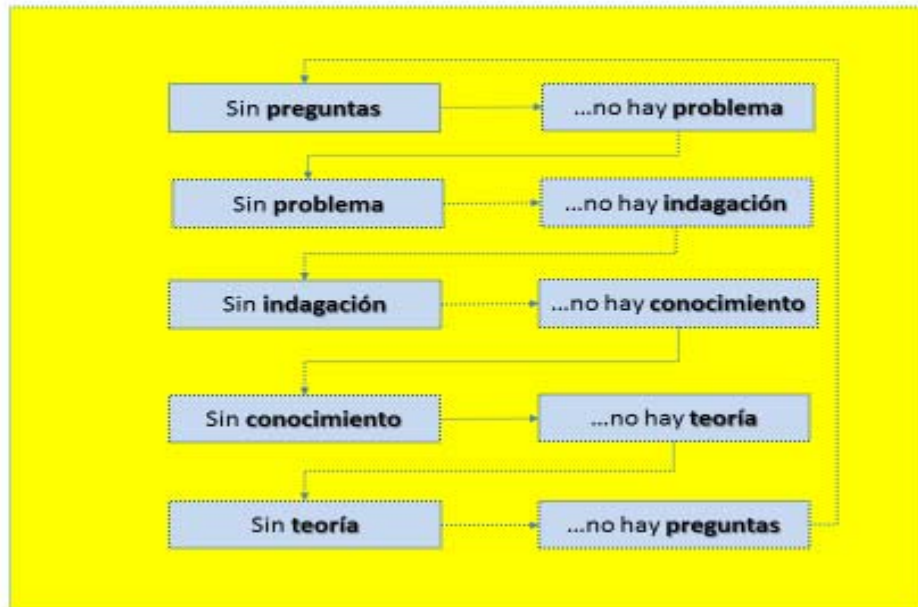 Sin preguntas
...no hay problema
Sin problema
...no hay indagación
Sin indagación
...no hay conocimiento
Sin conocimiento
...no hay teoría
Sin teoría
...no hay preguntas